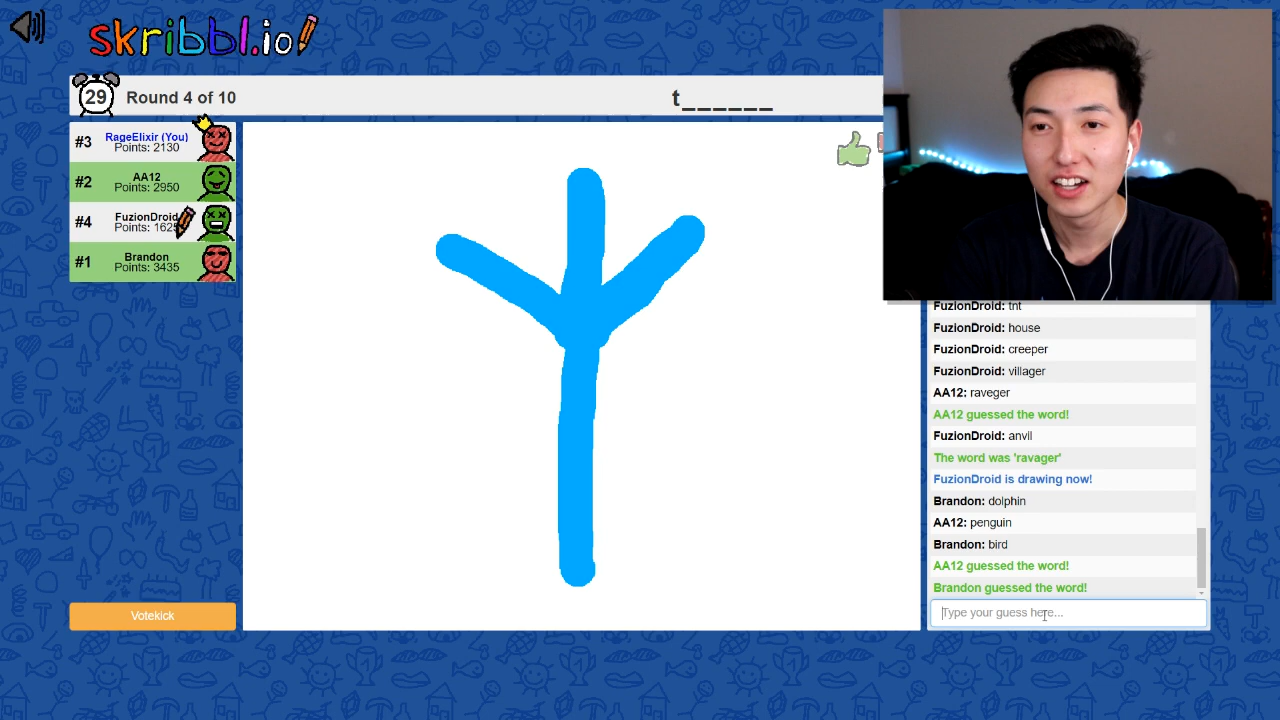 skribbl.io
29
Round 4 of 10
t______
#3
RageElixir (You)
Points: 2130
#2
AA12
Points: 2950
#4
FuzionDroid
Points: 1625
#1
Brandon
Points: 3435
FuzionDroid: tnt
FuzionDroid: house
FuzionDroid: creeper
FuzionDroid: villager
AA12: raveger
AA12 guessed the word!
FuzionDroid: anvil
The word was 'ravager'
FuzionDroid is drawing now!
Brandon: dolphin
AA12: penguin
Brandon: bird
AA12 guessed the word!
Brandon guessed the word!
Votekick
Type your guess here...